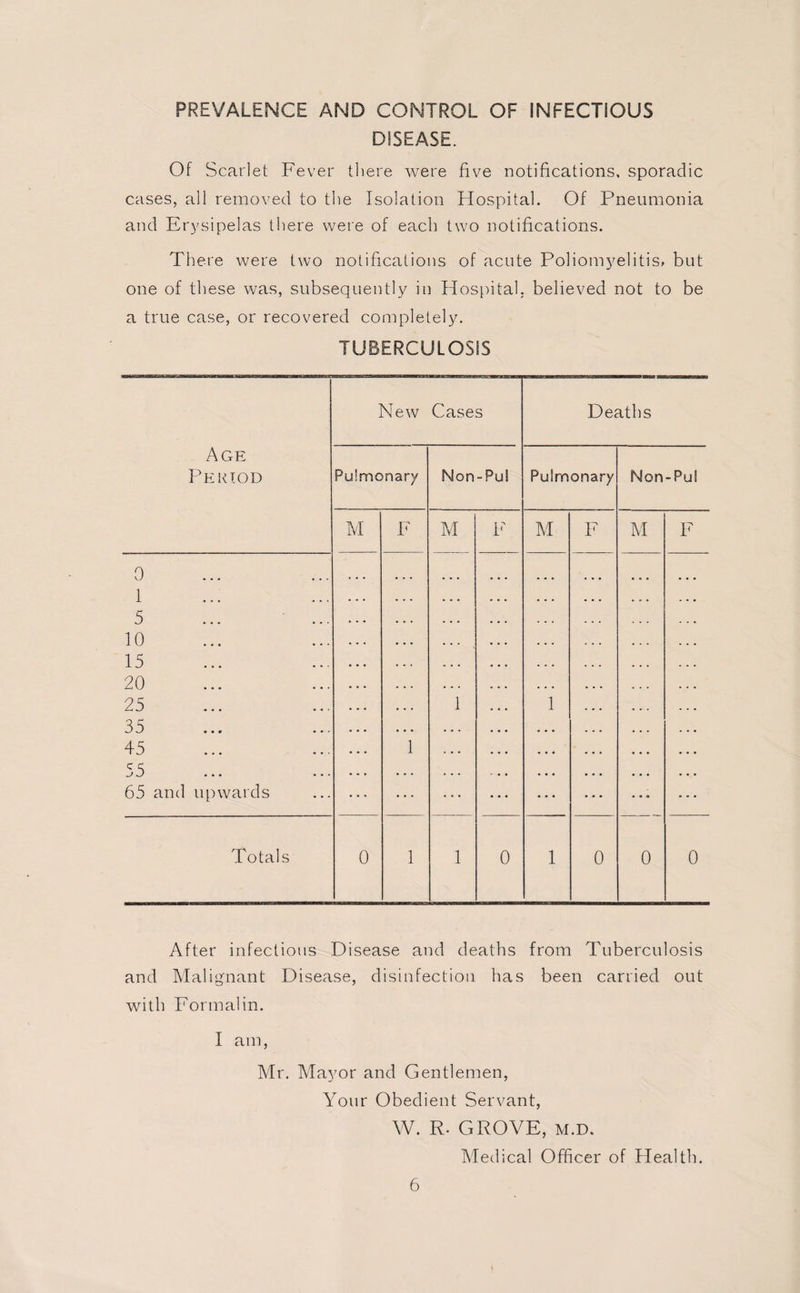 PREVALENCE AND CONTROL OF INFECTIOUS
DISEASE.
Of Scarlet Fever there were five notifications, sporadic
cases, all removed to the Isolation Hospital. Of Pneumonia
and Erysipelas there were of each two notifications.
There were two notifications of acute Poliomyelitis, but
one of these was, subsequently in Hospital, believed not to be
a true case, or recovered completely.
TUBERCULOSIS
New Cases Deaths
AGE
PERIOD
Pulmonary Non-Pul Pulmonary Non-Pul
M F M F M F M F
0 ... ... ... ... ... ... ... ... ... ...
1 ... ... ... ... ... ... ... ... ... ...
5 ... ... ... ... ... ... ... ... ... ...
10 ... ... ... ... ... ... ... ... ... ...
15 ... ... ... ... ... ... ... ... ... ...
20 ... ... ... ... ... ... ... ... ... ...
25 ... ... ... ... 1 ... 1 ... ... ...
35 ... ... ... ... ... ... ... ... ... ...
45 ... ... ... 1 ... ... ... ... ... ...
55 ... ... ... ... ... ... ... ... ... ...
65 and upwards ... ... ... ... ... ... ... ... ...
Totals 0 1 1 0 1 0 0 0
After infectious Disease and deaths from Tuberculosis
and Malignant Disease, disinfection has been carried out
with Formalin.
I am,
Mr. Mayor and Gentlemen,
Your Obedient Servant,
W. R. GROVE, M.D.
Medical Officer of Health.
6